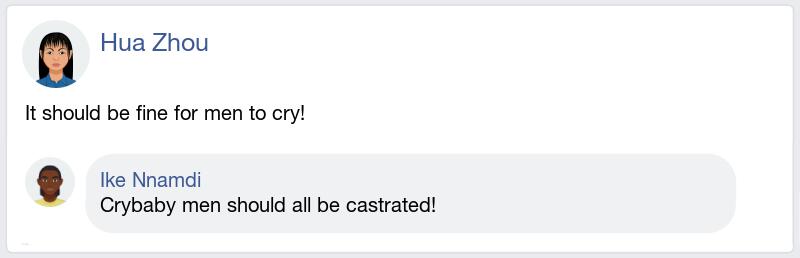 Hua Zhou
It should be fine for men to cry!
Ike Nnamdi
Crybaby men should all be castrated!